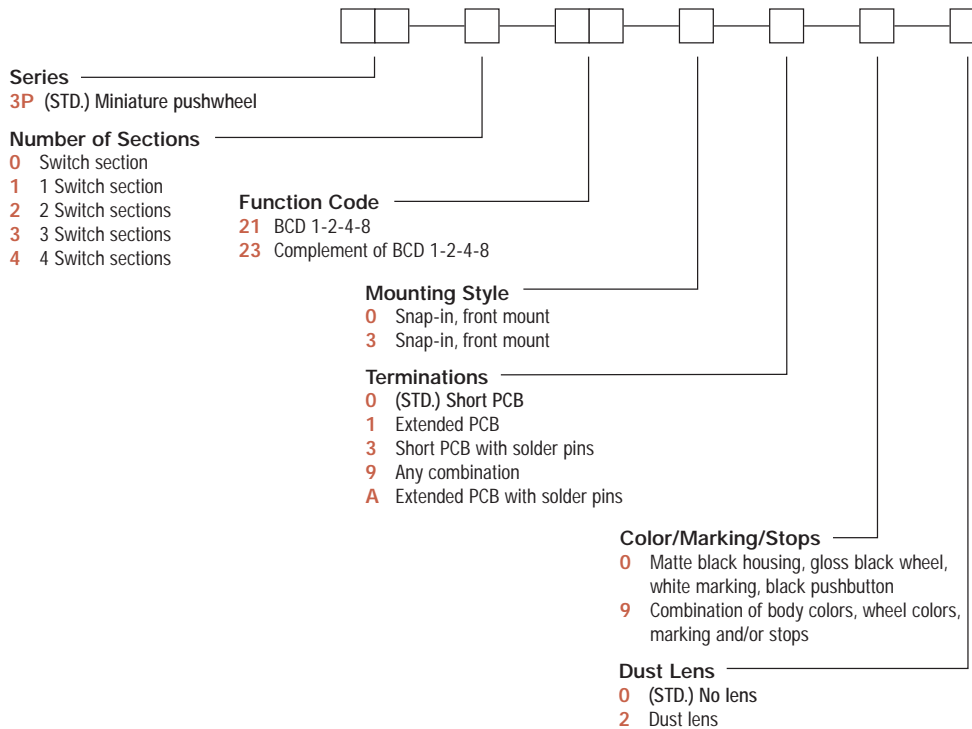 Series
3P (STD.) Miniature pushwheel
Number of Sections
0 Switch section
1 1 Switch section
2 2 Switch sections
3 3 Switch sections
4 4 Switch sections
Function Code
21 BCD 1-2-4-8
23 Complement of BCD 1-2-4-8
Mounting Style
0 Snap-in, front mount
3 Snap-in, front mount
Terminations
0 (STD.) Short PCB
1 Extended PCB
3 Short PCB with solder pins
9 Any combination
A Extended PCB with solder pins
Color/Marking/Stops
0 Matte black housing, gloss black wheel,
white marking, black pushbutton
9 Combination of body colors, wheel colors,
marking and/or stops
Dust Lens
0 (STD.) No lens
2 Dust lens